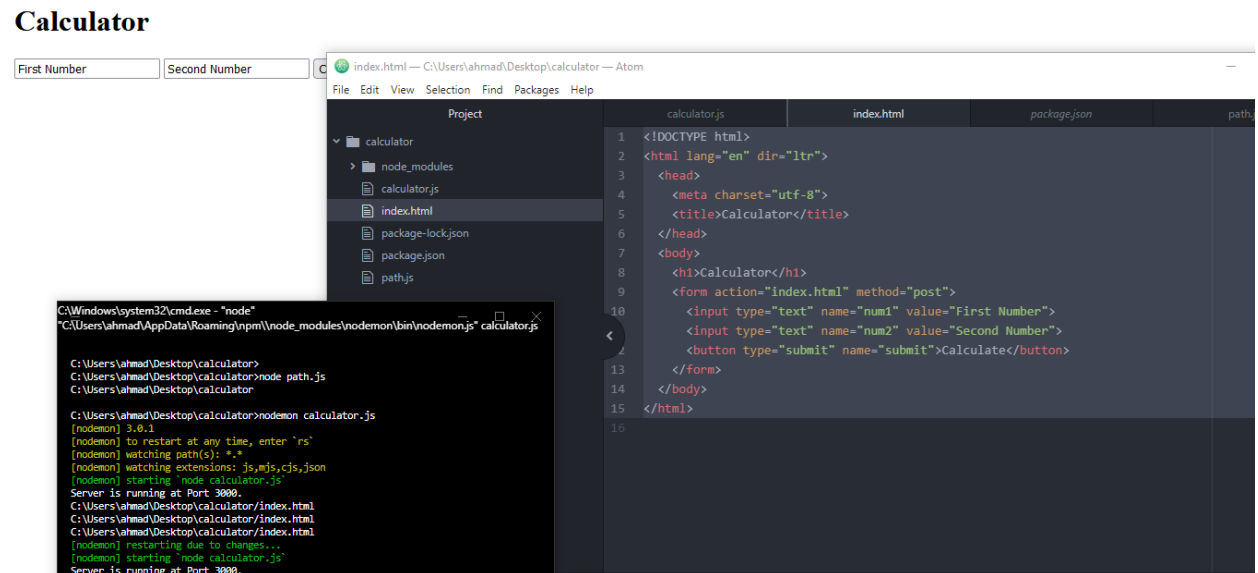 Calculator
First Number Second Number C
index.html — C:\Users\ahmad\Desktop\calculator — Atom
File Edit View Selection Find Packages Help
Project
calculator.js index.html package.json path.j
calculator
node_modules
calculator.js
index.html
package-lock.json
package.json
path.js
1 <!DOCTYPE html>
2 <html lang="en" dir="ltr">
3 <head>
4 <meta charset="utf-8">
5 <title>Calculator</title>
6 </head>
7 <body>
8 <h1>Calculator</h1>
9 <form action="index.html" method="post">
10 <input type="text" name="num1" value="First Number">
<input type="text" name="num2" value="Second Number">
2 <button type="submit" name="submit">Calculate</button>
13 </form>
14 </body>
15 </html>
16
C:\Windows\system32\cmd.exe - "node"
"C:\Users\ahmad\AppData\Roaming\npm\\node_modules\nodemon\bin\nodemon.js" calculator.js
C:\Users\ahmad\Desktop\calculator>
C:\Users\ahmad\Desktop\calculator>node path.js
C:\Users\ahmad\Desktop\calculator
C:\Users\ahmad\Desktop\calculator>nodemon calculator.js
[nodemon] 3.0.1
[nodemon] to restart at any time, enter `rs`
[nodemon] watching path(s): *.*
[nodemon] watching extensions: js,mjs,cjs,json
[nodemon] starting `node calculator.js`
Server is running at Port 3000.
C:\Users\ahmad\Desktop\calculator/index.html
C:\Users\ahmad\Desktop\calculator/index.html
C:\Users\ahmad\Desktop\calculator/index.html
[nodemon] restarting due to changes...
[nodemon] starting `node calculator.js`
Server is running at Port 3000.